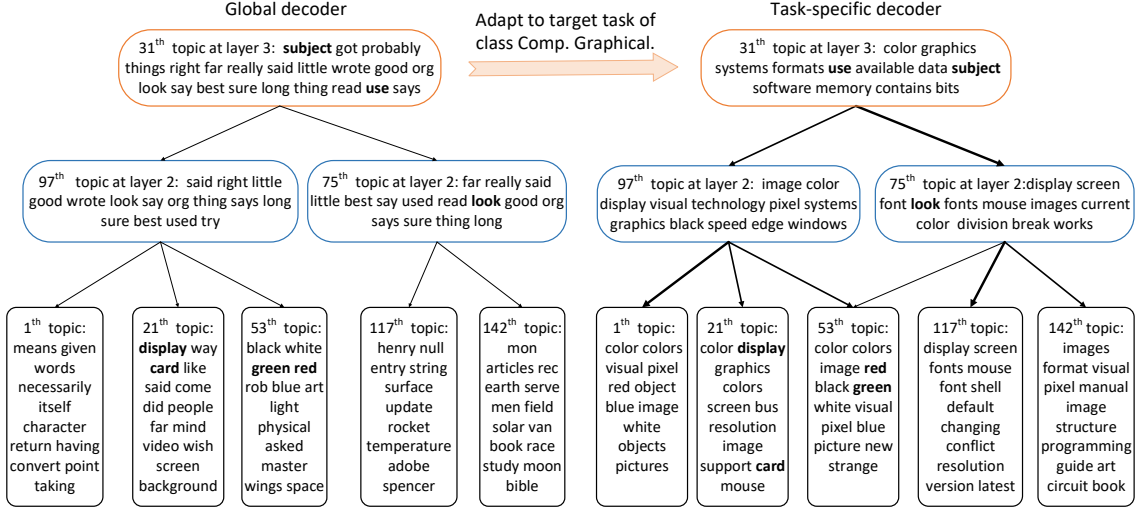 Global decoder
Adapt to target task of
class Comp. Graphical.
Task-specific decoder
31th topic at layer 3: subject got probably
things right far really said little wrote good org
look say best sure long thing read use says
31th topic at layer 3: color graphics
systems formats use available data subject
software memory contains bits
97th topic at layer 2: said right little
good wrote look say org thing says long
sure best used try
75th topic at layer 2: far really said
little best say used read look good org
says sure thing long
97th topic at layer 2: image color
display visual technology pixel systems
graphics black speed edge windows
75th topic at layer 2:display screen
font look fonts mouse images current
color division break works
1th topic:
means given
words
necessarily
itself
character
return having
convert point
taking
21th topic:
display way
card like
said come
did people
far mind
video wish
screen
background
53th topic:
black white
green red
rob blue art
light
physical
asked
master
wings space
117th topic:
henry null
entry string
surface
update
rocket
temperature
adobe
spencer
142th topic:
mon
articles rec
earth serve
men field
solar van
book race
study moon
bible
1th topic:
color colors
visual pixel
red object
blue image
white
objects
pictures
21th topic:
color display
graphics
colors
screen bus
resolution
image
support card
mouse
53th topic:
color colors
image red
black green
white visual
pixel blue
picture new
strange
117th topic:
display screen
fonts mouse
font shell
default
changing
conflict
resolution
version latest
142th topic:
images
format visual
pixel manual
image
structure
programming
guide art
circuit book